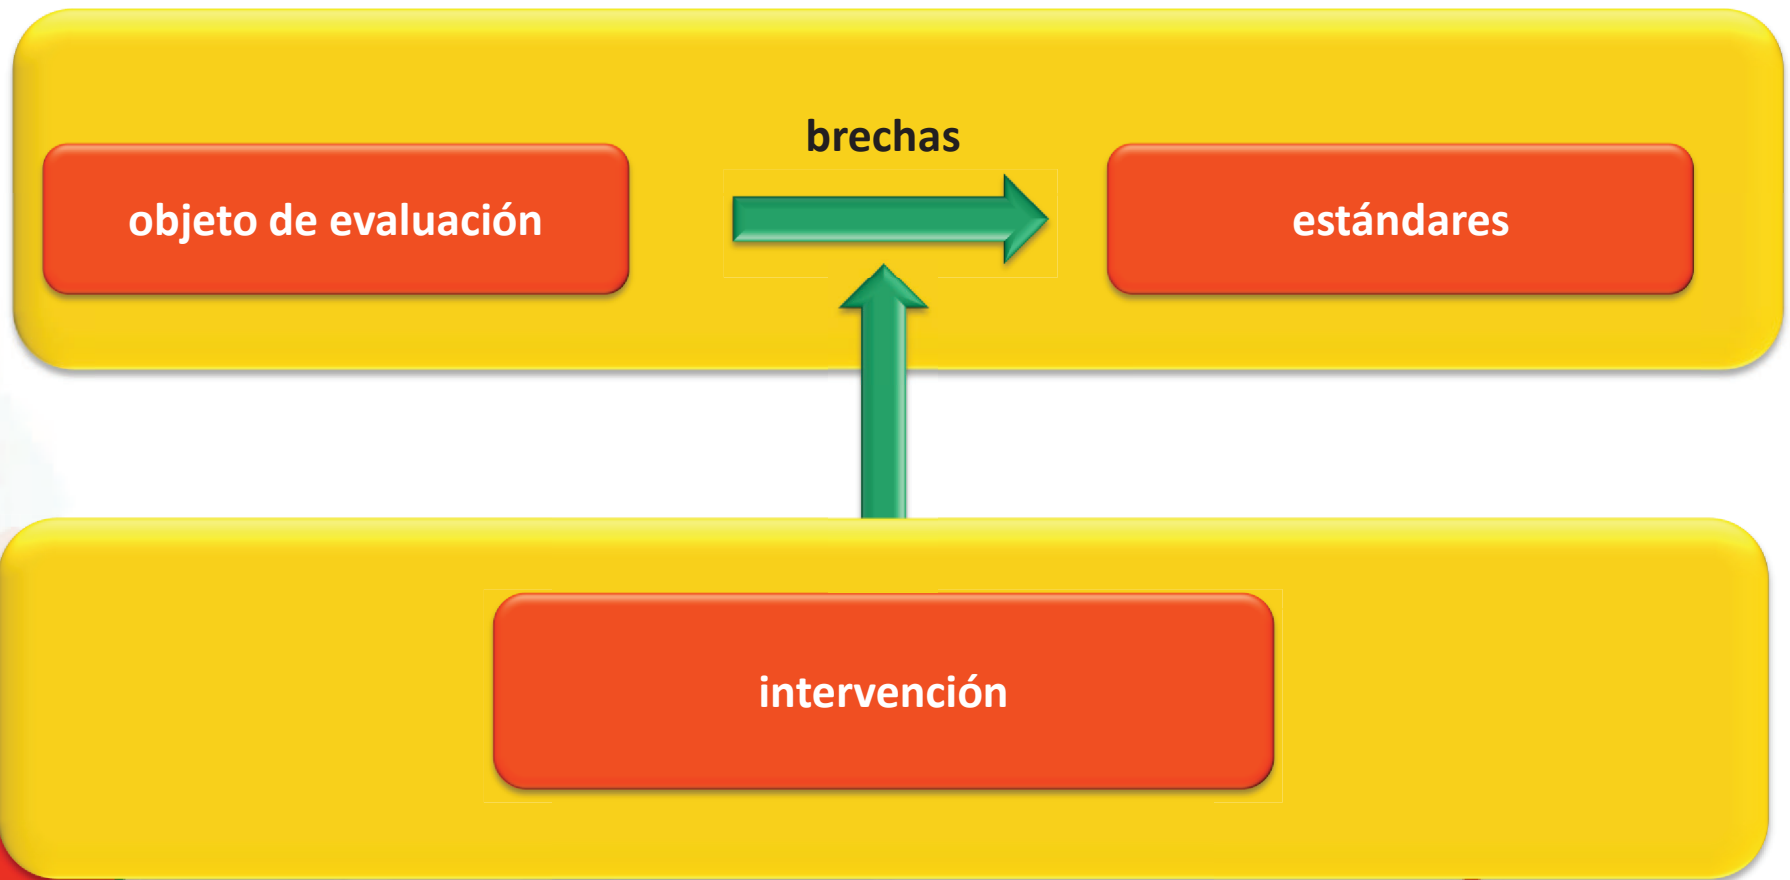 brechas
objeto de evaluación
estándares
intervención